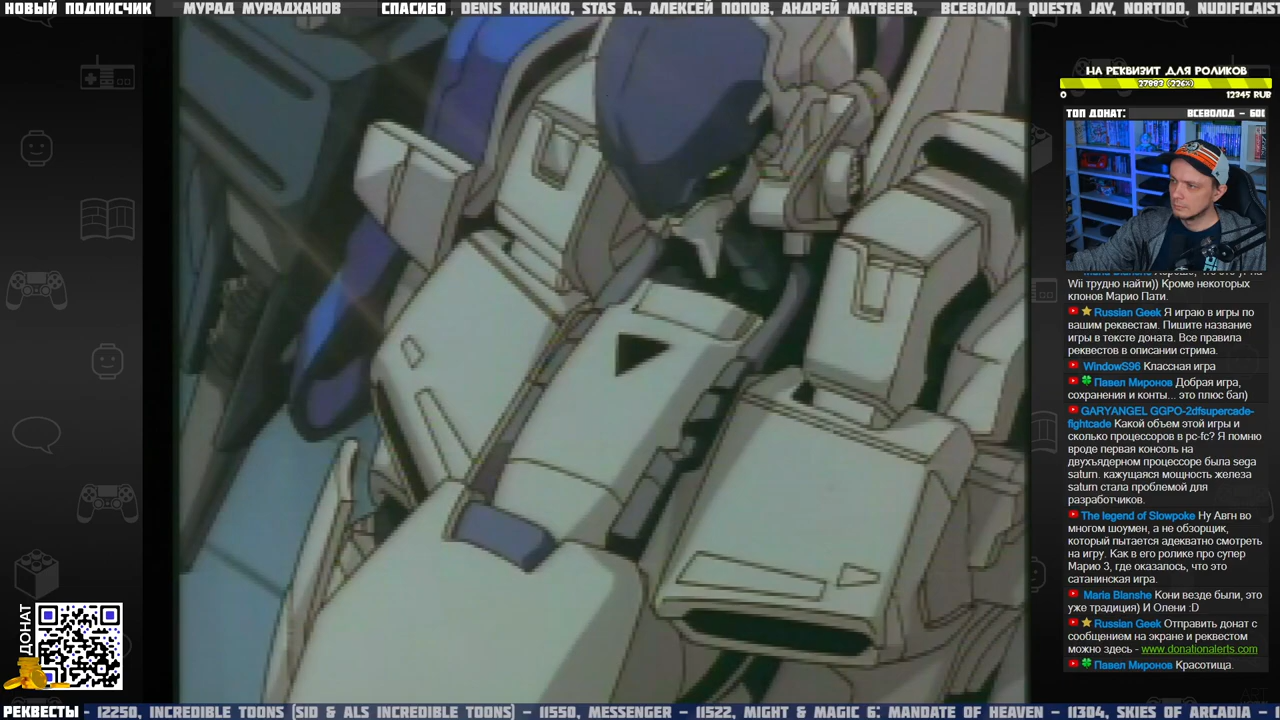 НОВЫЙ ПОДПИСЧИК МУРАД МУРАДХАНОВ СПАСИБО, DENIS KRUMKO, STAS A., АЛЕКСЕЙ ПОПОВ, АНДРЕЙ МАТВЕЕВ, ВСЕВОЛОД, QUESTA JAY, NORTIDO, NUDIFICAIST
НА РЕКВИЗИТ ДЛЯ РОЛИКОВ
27883 (226%)
0 12345 RUB
ТОП ДОНАТ: ВСЕВОЛОД - 60
Wii трудно найти)) Кроме некоторых
клонов Марио Пати.
Russian Geek Я играю в игры по
вашим реквестам. Пишите название
игры в тексте доната. Все правила
реквестов в описании стрима.
WindowS96 Классная игра
Павел Миронов Добрая игра,
сохранения и конты... это плюс бал)
GARYANGEL GGPO-2dfsupercade-
fightcade Какой объем этой игры и
сколько процессоров в pc-fc? Я помню
вроде первая консоль на
двухъядерном процессоре была sega
saturn. кажущаяся мощность железа
saturn стала проблемой для
разработчиков.
The legend of Slowpoke Ну Авгн во
многом шоумен, а не обзорщик,
который пытается адекватно смотреть
на игру. Как в его ролике про супер
Марио 3, где оказалось, что это
сатанинская игра.
Maria Blanshe Кони везде были, это
уже традиция) И Олени :D
Russian Geek Отправить донат с
сообщением на экране и реквестом
можно здесь - www.donationalerts.com
Павел Миронов Красотища.
ДОНАТ
РЕКВЕСТЫ - 12250, INCREDIBLE TOONS (SID & ALS INCREDIBLE TOONS) - 11550, MESSENGER - 11522, MIGHT & MAGIC 6: MANDATE OF HEAVEN - 11304, SKIES OF ARCADIA -